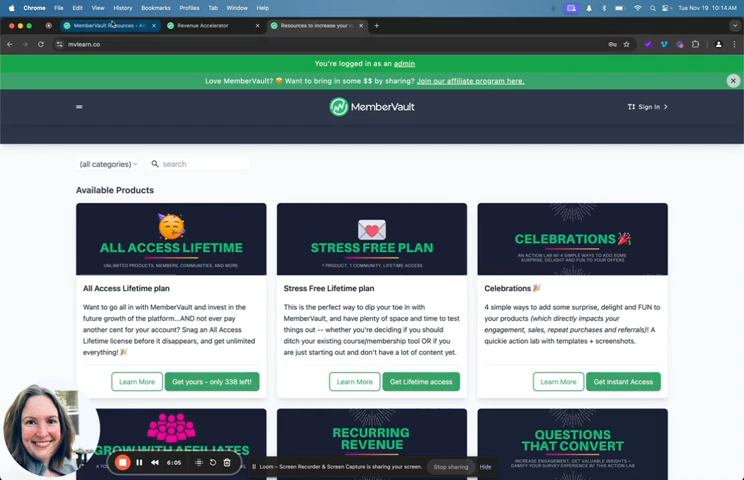 Chrome File Edit View History Bookmarks Profiles Tab Window Help Tue Nov 19 10:14 AM
MemberVault Resources - A Revenue Accelerator Resources to increase your
mvlearn.co
You're logged in as an admin
Love MemberVault? 🤩 Want to bring in some $$ by sharing? Join our affiliate program here.
MemberVault
Sign In
(all categories) search
Available Products
ALL ACCESS LIFETIME
UNLIMITED PRODUCTS, MEMBERS, COMMUNITIES, AND MORE
All Access Lifetime plan
Want to go all in with MemberVault and invest in the
future growth of the platform...AND not ever pay
another cent for your account? Snag an All Access
Lifetime license before it disappears, and get unlimited
everything! 🎉
Learn More Get yours - only 338 left!
STRESS FREE PLAN
1 PRODUCT, 1 COMMUNITY, LIFETIME ACCESS
Stress Free Lifetime plan
This is the perfect way to dip your toe in with
MemberVault, and have plenty of space and time to test
things out -- whether you're deciding if you should
ditch your existing course/membership tool OR if you
are just starting out and don't have a lot of content yet.
Learn More Get Lifetime access
CELEBRATIONS 🎉
AN ACTION LAB W/ 4 SIMPLE WAYS TO ADD SOME
SURPRISE, DELIGHT AND FUN TO YOUR OFFERS
Celebrations 🎉
4 simple ways to add some surprise, delight and FUN to
your products (which directly impacts your
engagement, sales, repeat purchases and referrals)! A
quickie action lab with templates + screenshots.
Learn More Get Instant Access
GROW WITH AFFILIATES
RECURRING
REVENUE
QUESTIONS
THAT CONVERT
INCREASE ENGAGEMENT, GET VALUABLE INSIGHTS +
GAMIFY YOUR SURVEY EXPERIENCE W/ THIS ACTION LAB
6:05
Loom – Screen Recorder & Screen Capture is sharing your screen. Stop sharing Hide